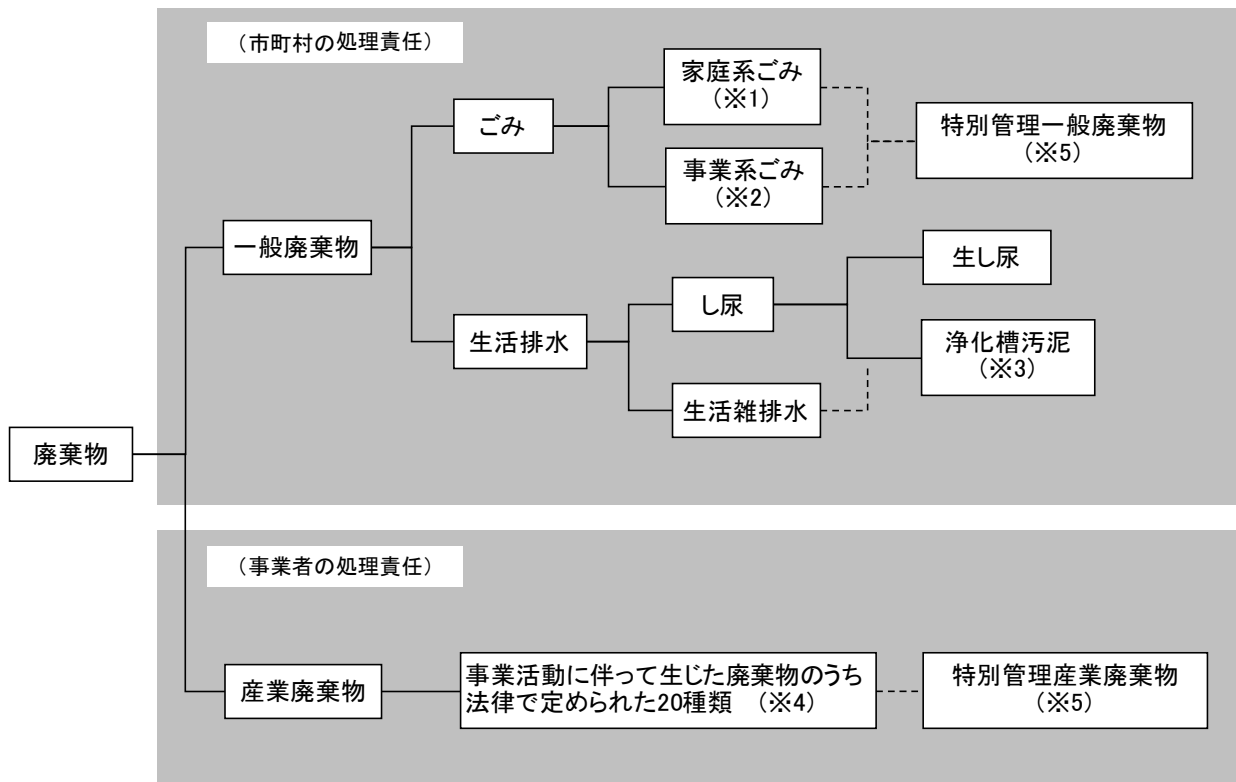 （市町村の処理責任）
家庭系ごみ
（※1）
ごみ
特別管理一般廃棄物
（※5）
事業系ごみ
（※2）
一般廃棄物
生し尿
し尿
生活排水
浄化槽汚泥
（※3）
生活雑排水
廃棄物
（事業者の処理責任）
産業廃棄物
事業活動に伴って生じた廃棄物のうち
法律で定められた20種類　（※4）
特別管理産業廃棄物
（※5）